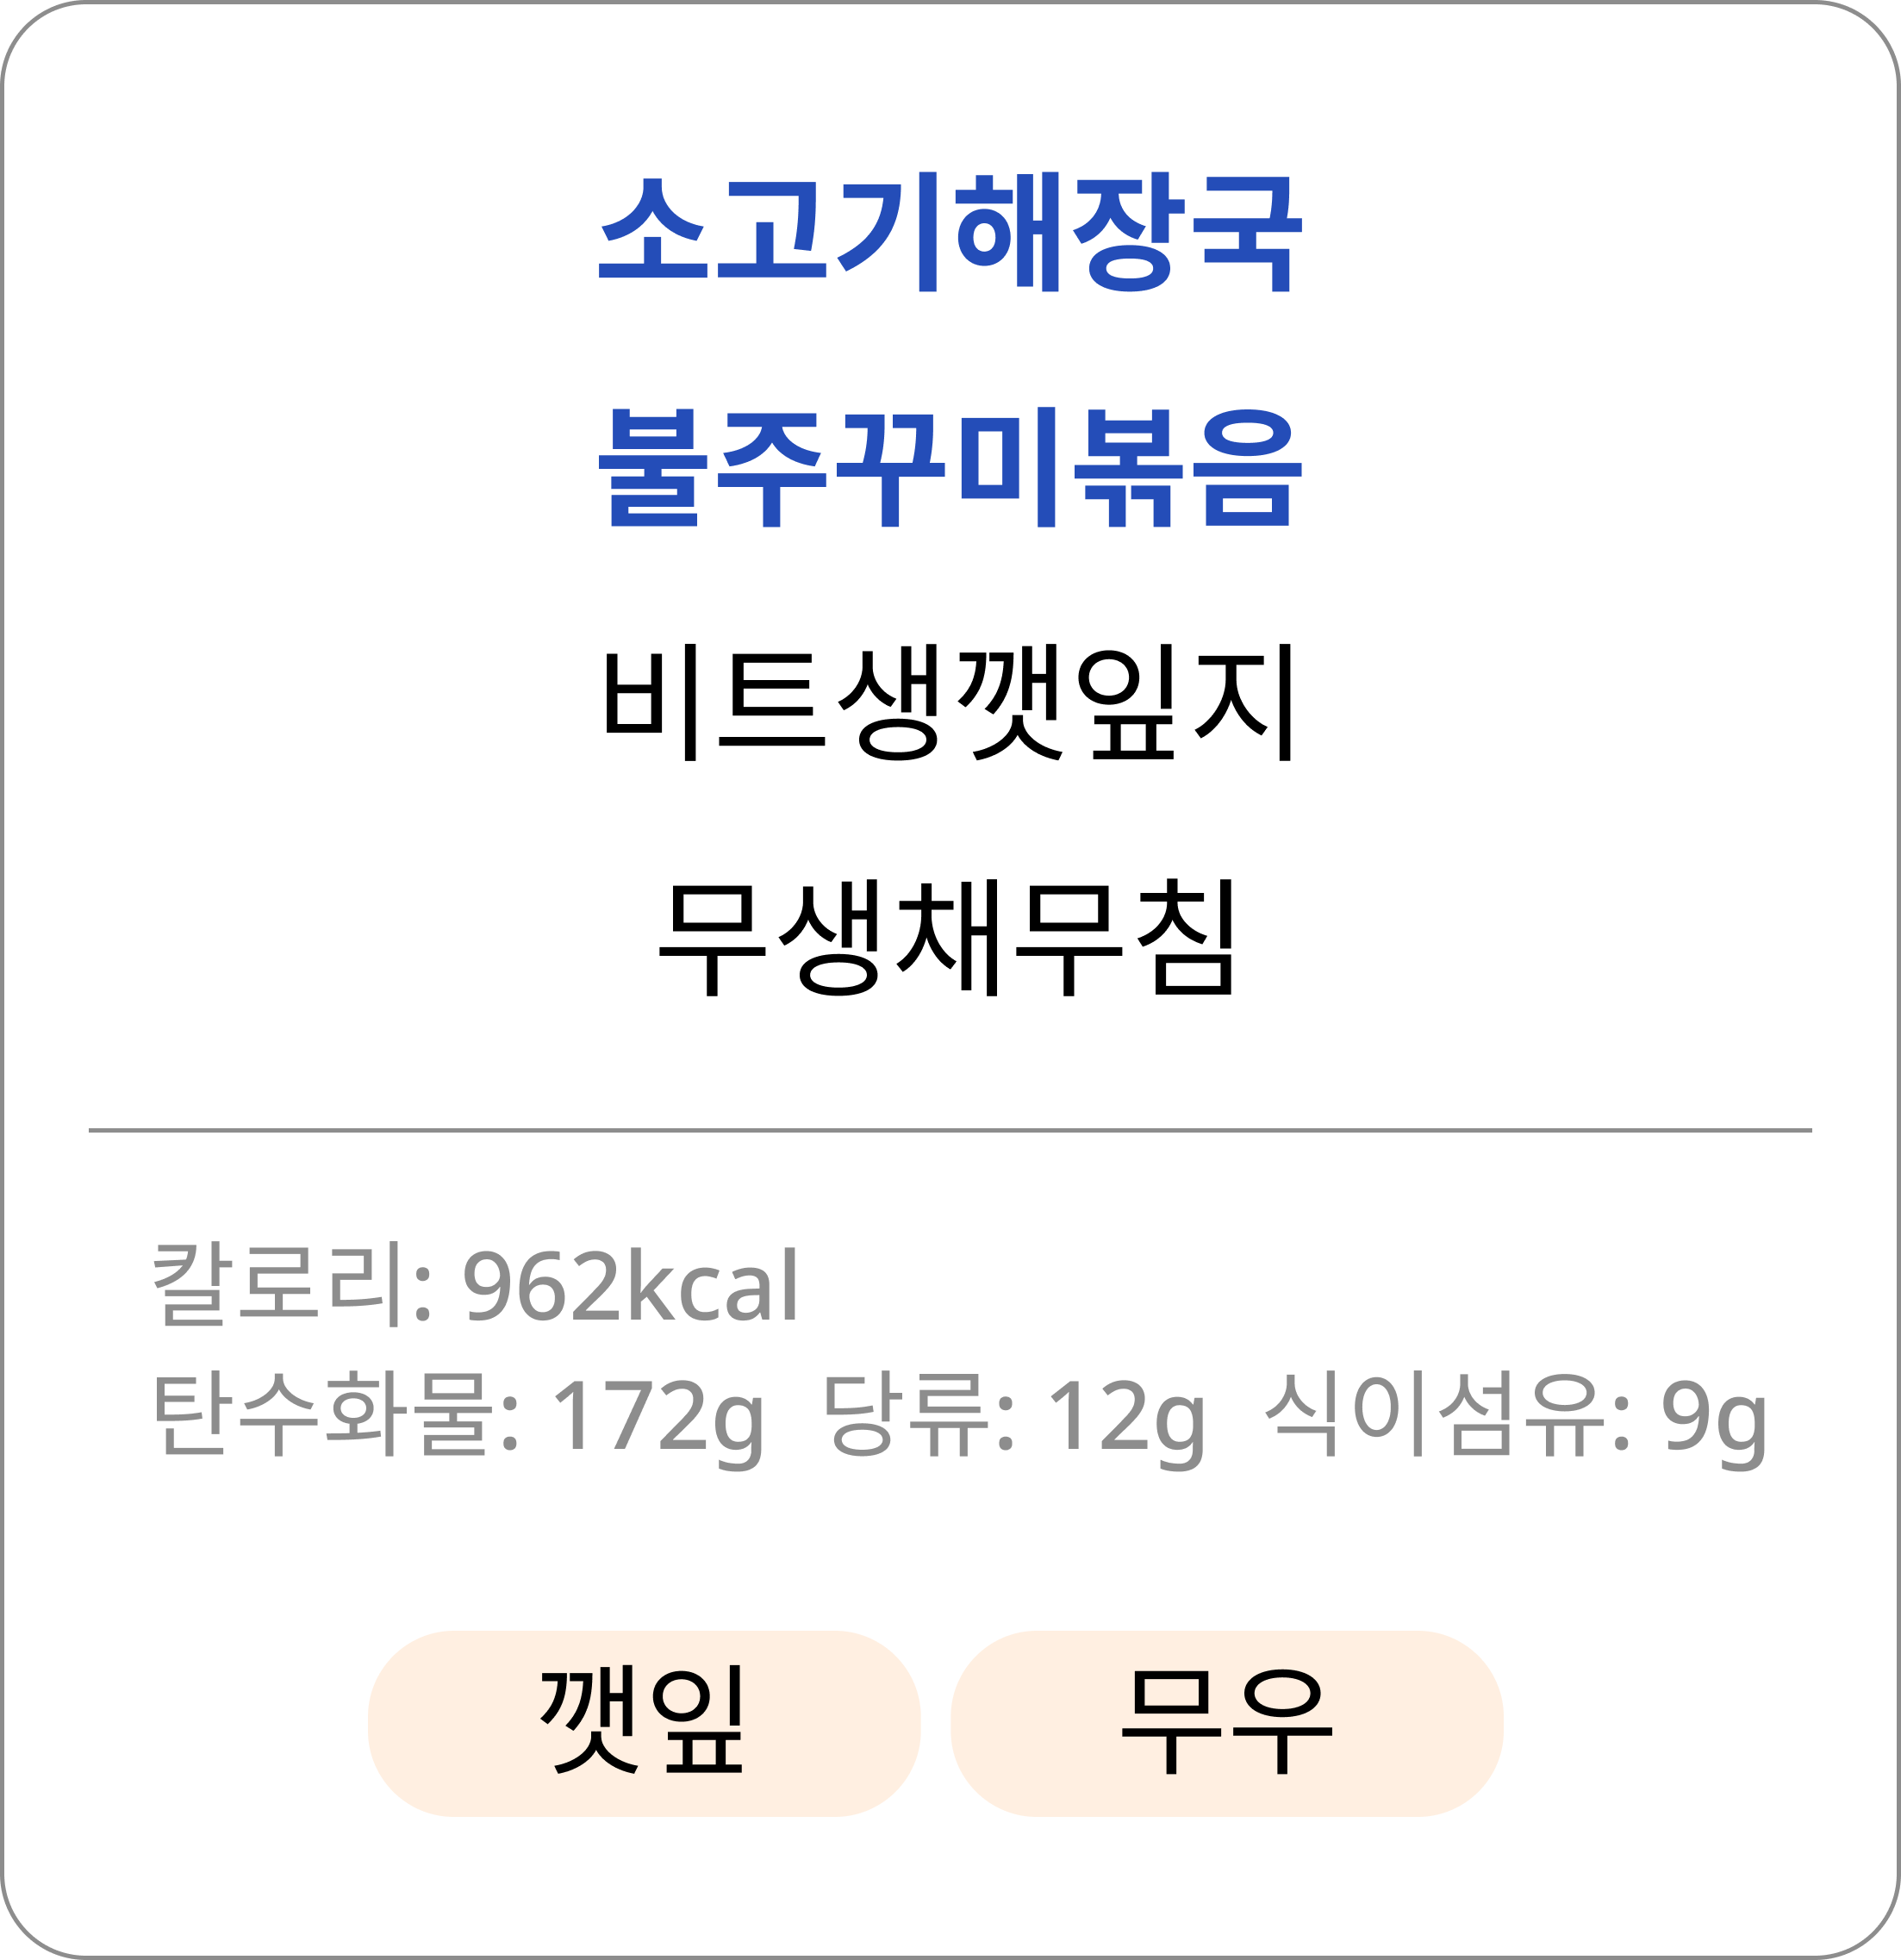 소고기해장국
불주꾸미볶음
비트생깻잎지
무생채무침
갈로리: 962kcal
탄수화물: 172g 당류: 12g 식이섬유: 9g
깻잎 무우